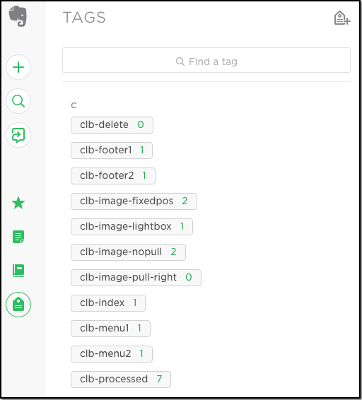 TAGS
Find a tag
C
clb-delete 0
clb-footer1 1
clb-footer2 1
clb-image-fixedpos 2
clb-image-lightbox 1
clb-image-nopull 2
clb-image-pull-right 0
clb-index 1
clb-menu1 1
clb-menu2 1
clb-processed 7